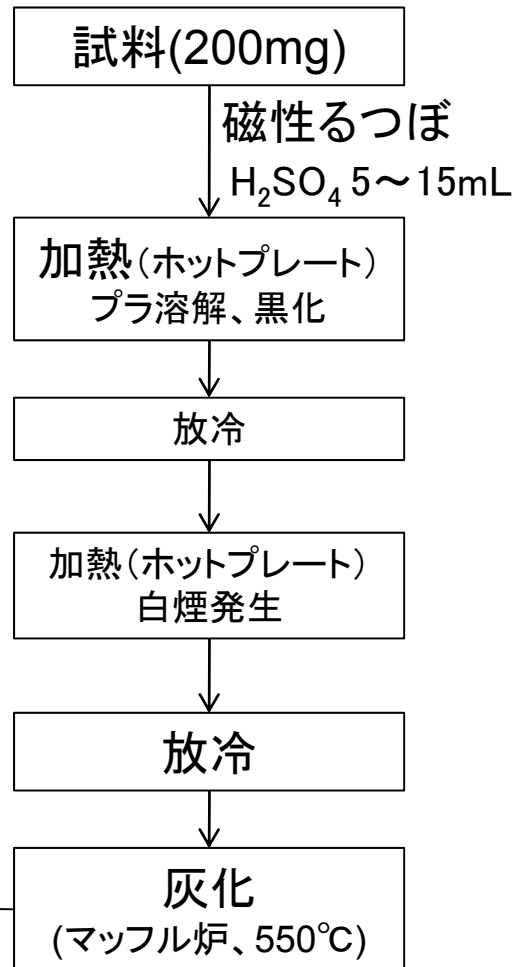 試料(200mg)
磁性るつぼ
H₂SO₄ 5～15mL
加熱（ホットプレート）
プラ溶解、黒化
放冷
加熱（ホットプレート）
白煙発生
放冷
灰化
(マッフル炉、550℃)